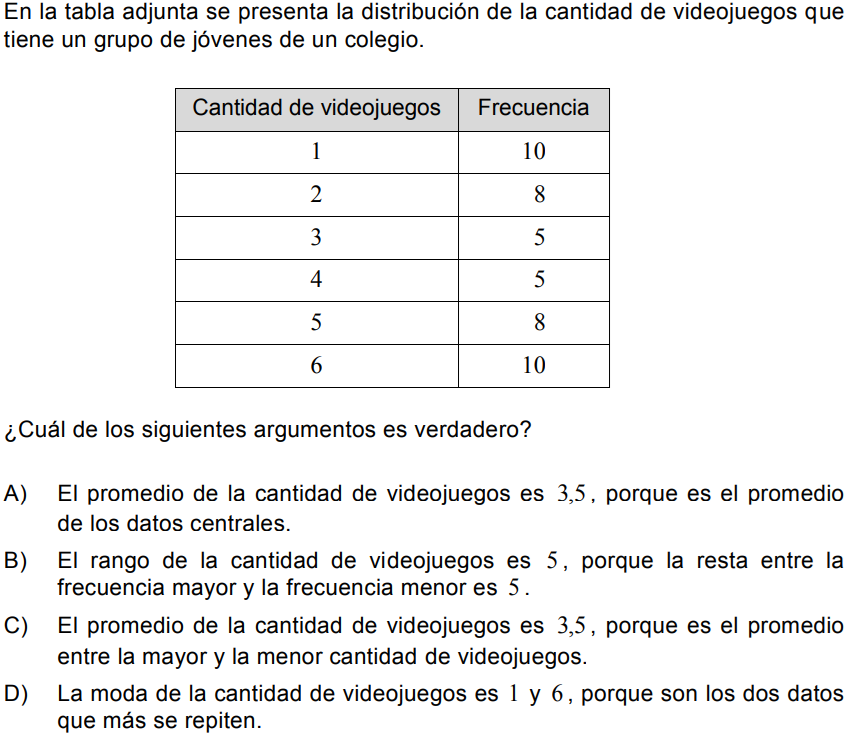 En la tabla adjunta se presenta la distribución de la cantidad de videojuegos que
tiene un grupo de jóvenes de un colegio.
Cantidad de videojuegos Frecuencia
1 10
2 8
3 5
4 5
5 8
6 10
¿Cuál de los siguientes argumentos es verdadero?
A) El promedio de la cantidad de videojuegos es 3,5, porque es el promedio
de los datos centrales.
B) El rango de la cantidad de videojuegos es 5, porque la resta entre la
frecuencia mayor y la frecuencia menor es 5.
C) El promedio de la cantidad de videojuegos es 3,5, porque es el promedio
entre la mayor y la menor cantidad de videojuegos.
D) La moda de la cantidad de videojuegos es 1 y 6, porque son los dos datos
que más se repiten.